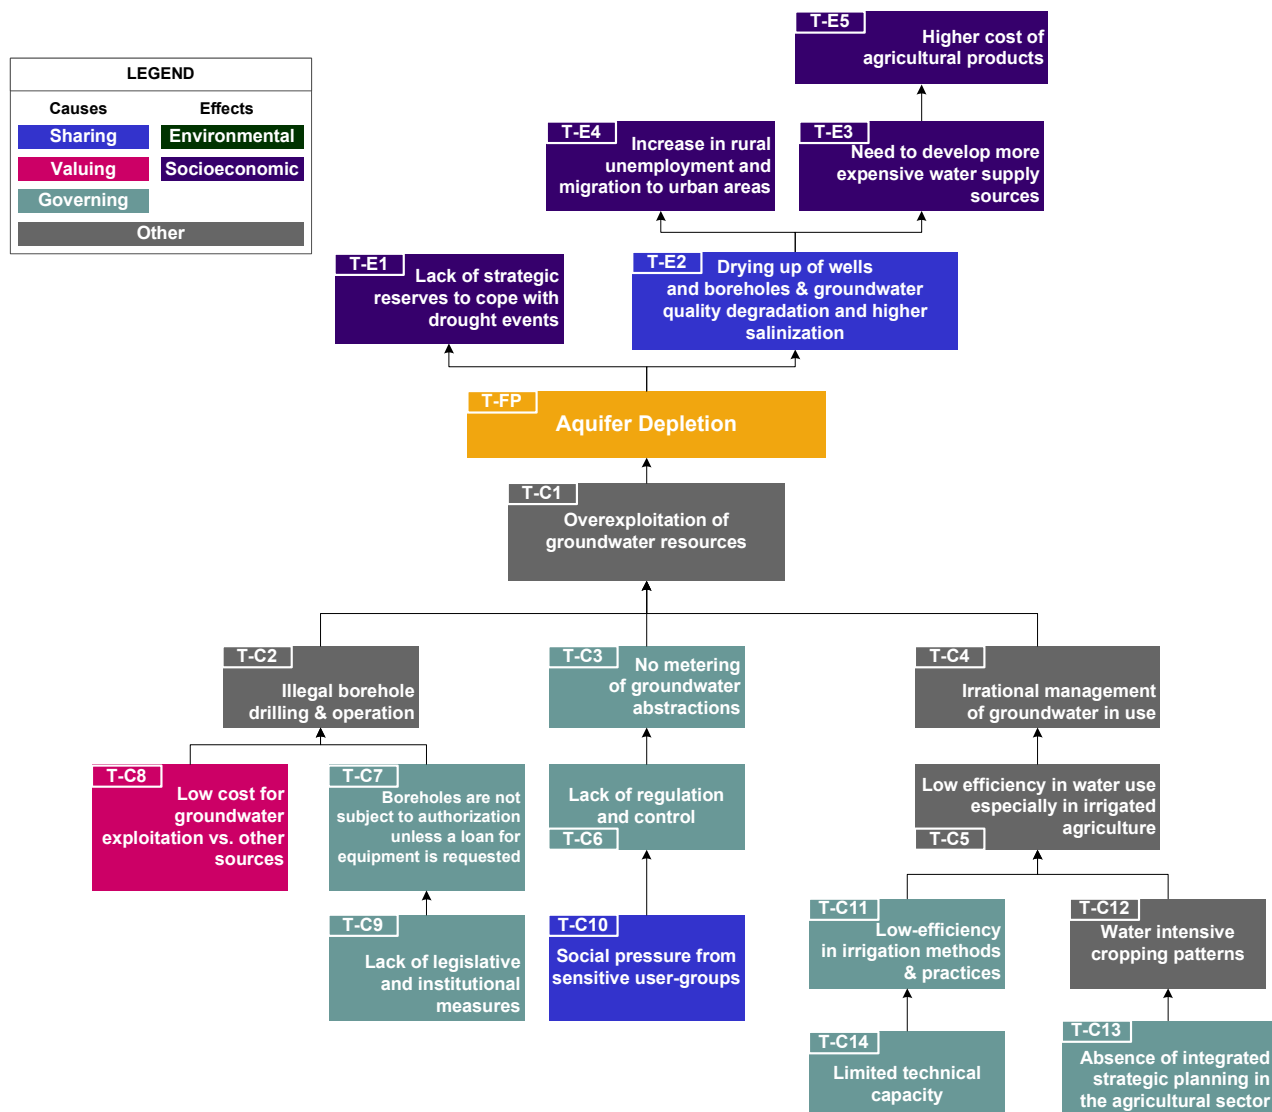 T-E5
Higher cost of
agricultural products
LEGEND
Causes
Effects
Sharing
Environmental
Valuing
Socioeconomic
Governing
Other
T-E4
Increase in rural
unemployment and
migration to urban areas
T-E3
Need to develop more
expensive water supply
sources
T-E1
Lack of strategic
reserves to cope with
drought events
T-E2
Drying up of wells
and boreholes & groundwater
quality degradation and higher
salinization
T-FP
Aquifer Depletion
T-C1
Overexploitation of
groundwater resources
T-C2
Illegal borehole
drilling & operation
T-C3
No metering
of groundwater
abstractions
T-C4
Irrational management
of groundwater in use
T-C8
Low cost for
groundwater
exploitation vs. other
sources
T-C7
Boreholes are not
subject to authorization
unless a loan for
equipment is requested
Lack of regulation
and control
T-C6
Low efficiency in water use
especially in irrigated
agriculture
T-C5
T-C9
Lack of legislative
and institutional
measures
T-C10
Social pressure from
sensitive user-groups
T-C11
Low-efficiency
in irrigation methods
& practices
T-C12
Water intensive
cropping patterns
T-C14
Limited technical
capacity
T-C13
Absence of integrated
strategic planning in
the agricultural sector